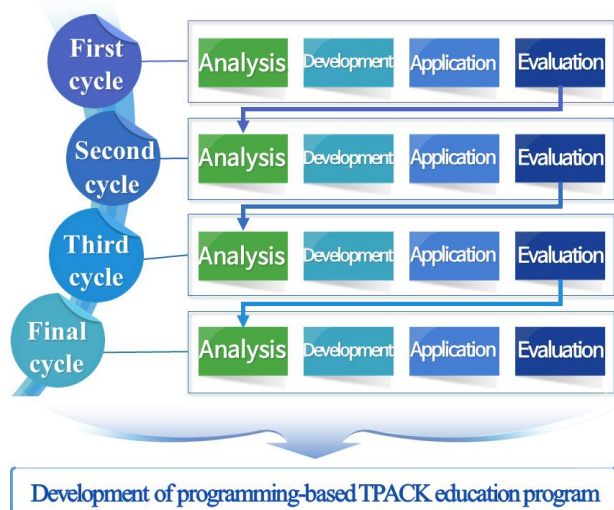 First
cycle
Analysis Development Application Evaluation
Second
cycle
Analysis Development Application Evaluation
Third
cycle
Analysis Development Application Evaluation
Final
cycle
Analysis Development Application Evaluation
Development of programming-based TPACK education program